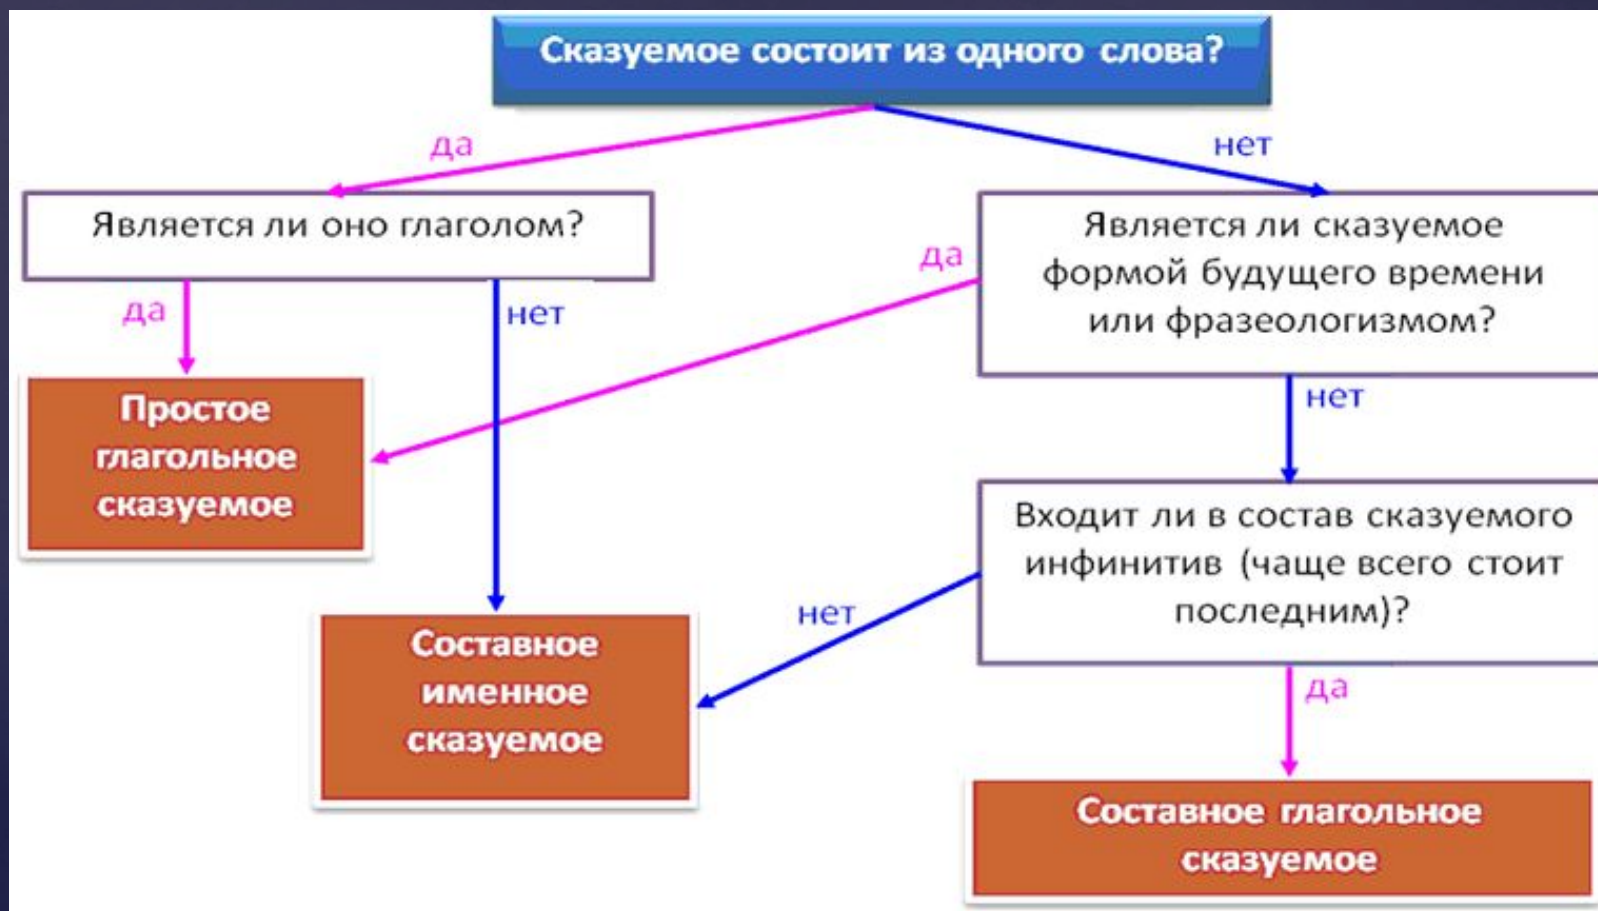 Сказуемое состоит из одного слова?
да
нет
Является ли оно глаголом?
Является ли сказуемое
формой будущего времени
или фразеологизмом?
да
да
нет
нет
Простое
глагольное
сказуемое
Входит ли в состав сказуемого
инфинитив (чаще всего стоит
последним)?
нет
Составное
именное
сказуемое
да
Составное глагольное
сказуемое